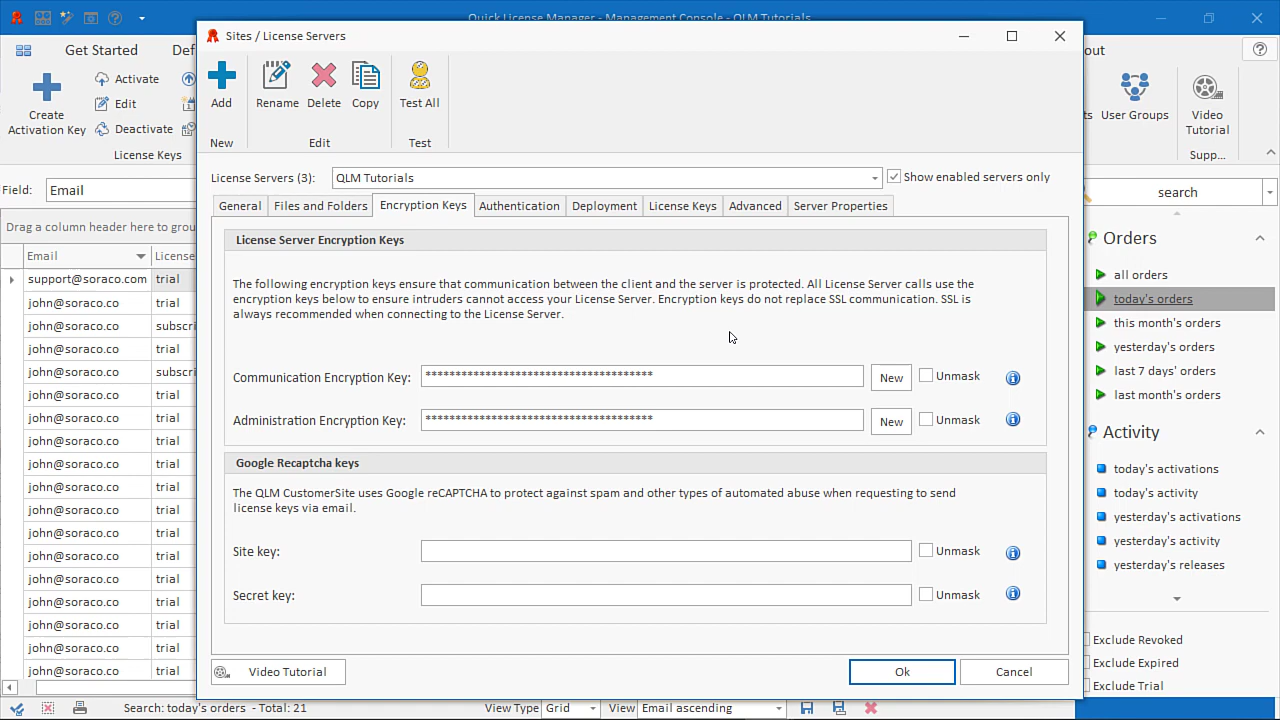 Quick License Manager - Management Console - QLM Tutorials
Sites / License Servers
Get Started
Def
out
Create
Activation Key
Activate
Edit
Deactivate
License Keys
Add
New
Rename
Delete
Copy
Edit
Test All
Test
ts
User Groups
Video
Tutorial
Supp...
License Servers (3):
QLM Tutorials
Show enabled servers only
Field:
Email
search
General
Files and Folders
Encryption Keys
Authentication
Deployment
License Keys
Advanced
Server Properties
Drag a column header here to grou
Email
License
support@soraco.com trial
john@soraco.co trial
john@soraco.co subscri
john@soraco.co trial
john@soraco.co subscri
john@soraco.co trial
john@soraco.co trial
john@soraco.co trial
john@soraco.co trial
john@soraco.co trial
john@soraco.co trial
john@soraco.co trial
john@soraco.co trial
john@soraco.co trial
john@soraco.co trial
john@soraco.co trial
john@soraco.co trial
john@soraco.co trial
License Server Encryption Keys
The following encryption keys ensure that communication between the client and the server is protected. All License Server calls use the
encryption keys below to ensure intruders cannot access your License Server. Encryption keys do not replace SSL communication. SSL is
always recommended when connecting to the License Server.
Communication Encryption Key:
**************************************
New
Unmask
Administration Encryption Key:
**************************************
New
Unmask
Google Recaptcha keys
The QLM CustomerSite uses Google reCAPTCHA to protect against spam and other types of automated abuse when requesting to send
license keys via email.
Site key:
Unmask
Secret key:
Unmask
Video Tutorial
Ok
Cancel
Orders
all orders
today's orders
this month's orders
yesterday's orders
last 7 days' orders
last month's orders
Activity
today's activations
today's activity
yesterday's activations
yesterday's activity
yesterday's releases
Exclude Revoked
Exclude Expired
Exclude Trial
Search: today's orders - Total: 21
View Type
Grid
View
Email ascending